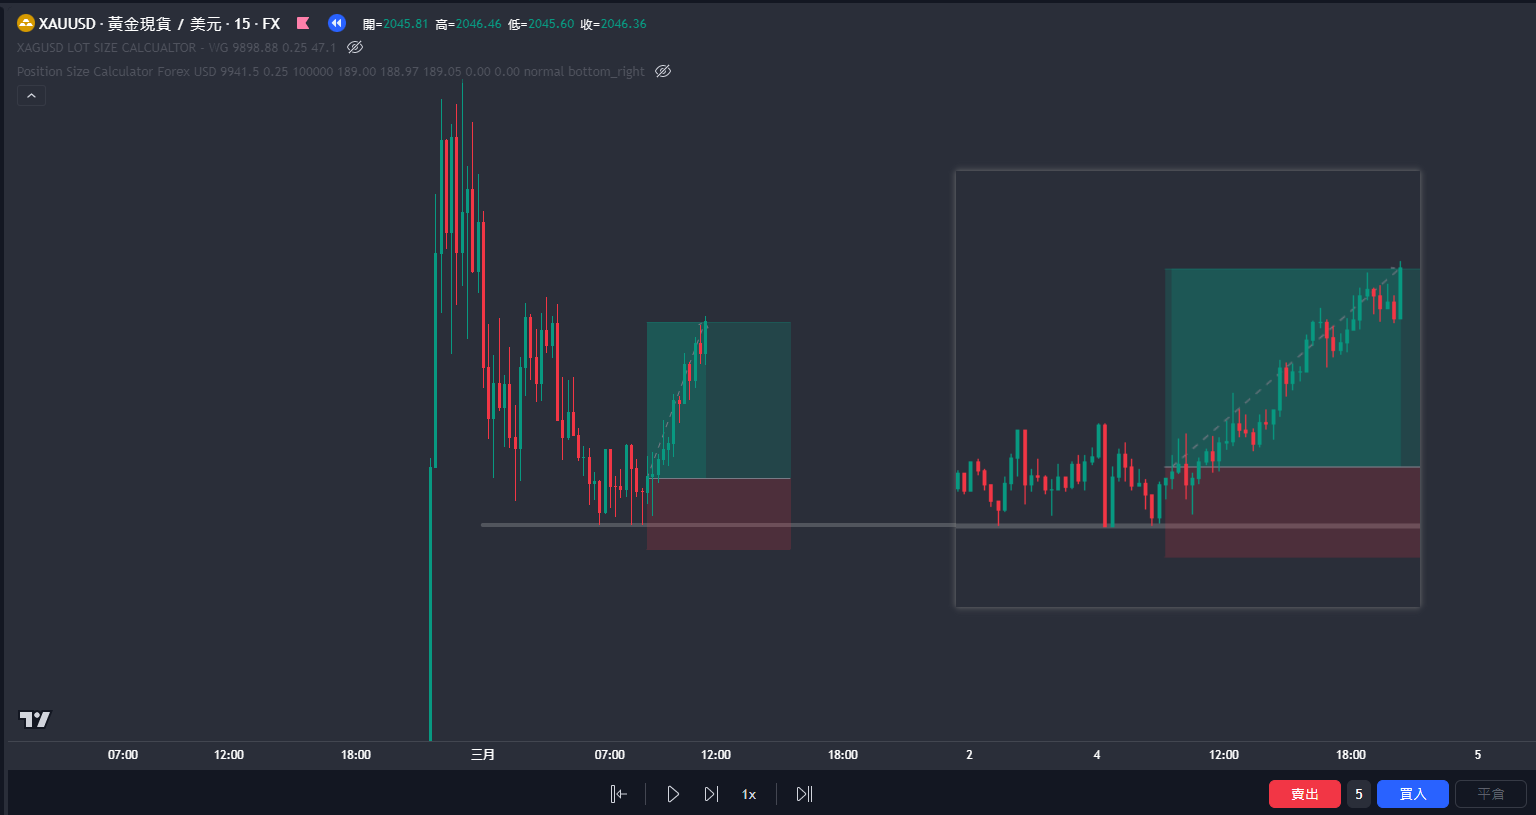 XAUUSD · 黃金現貨 / 美元 · 15 · FX 開=2045.81 高=2046.46 低=2045.60 收=2046.36
XAGUSD LOT SIZE CALCUALTOR - WG 9898.88 0.25 47.1
Position Size Calculator Forex USD 9941.5 0.25 100000 189.00 188.97 189.05 0.00 0.00 normal bottom_right
07:00 12:00 18:00 三月 07:00 12:00 18:00 2 4 12:00 18:00 5
1x 賣出 5 買入 平倉